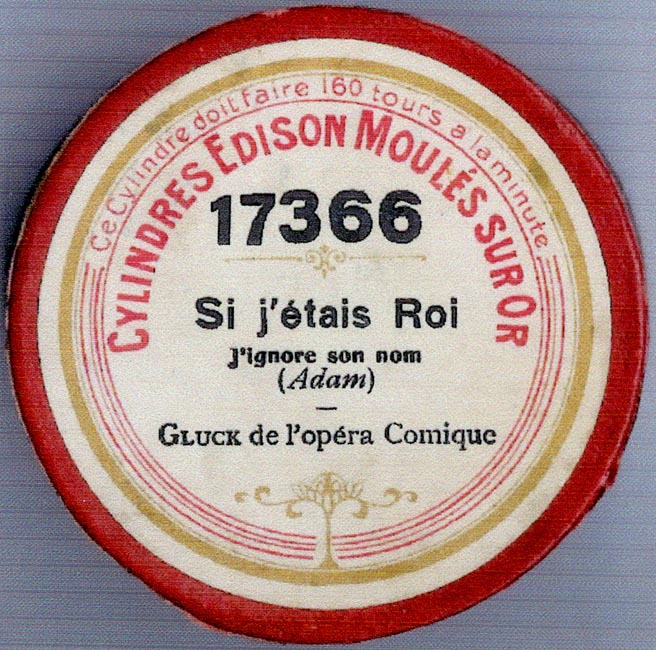 Ce Cylindre doit faire 160 tours a la minute
CYLINDRES EDISON MOULÉS SUR OR
17366
Si j'étais Roi
J'ignore son nom
(Adam)
GLUCK de l'opéra Comique